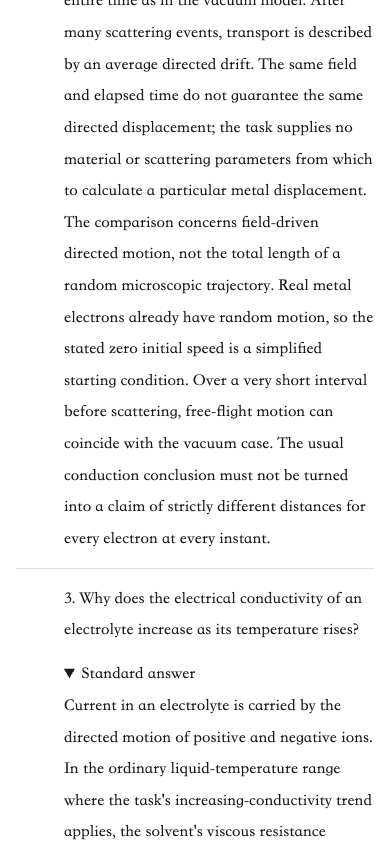 entire time as in the vacuum model. After
many scattering events, transport is described
by an average directed drift. The same field
and elapsed time do not guarantee the same
directed displacement; the task supplies no
material or scattering parameters from which
to calculate a particular metal displacement.
The comparison concerns field-driven
directed motion, not the total length of a
random microscopic trajectory. Real metal
electrons already have random motion, so the
stated zero initial speed is a simplified
starting condition. Over a very short interval
before scattering, free-flight motion can
coincide with the vacuum case. The usual
conduction conclusion must not be turned
into a claim of strictly different distances for
every electron at every instant.
3. Why does the electrical conductivity of an
electrolyte increase as its temperature rises?
▼ Standard answer
Current in an electrolyte is carried by the
directed motion of positive and negative ions.
In the ordinary liquid-temperature range
where the task's increasing-conductivity trend
applies, the solvent's viscous resistance